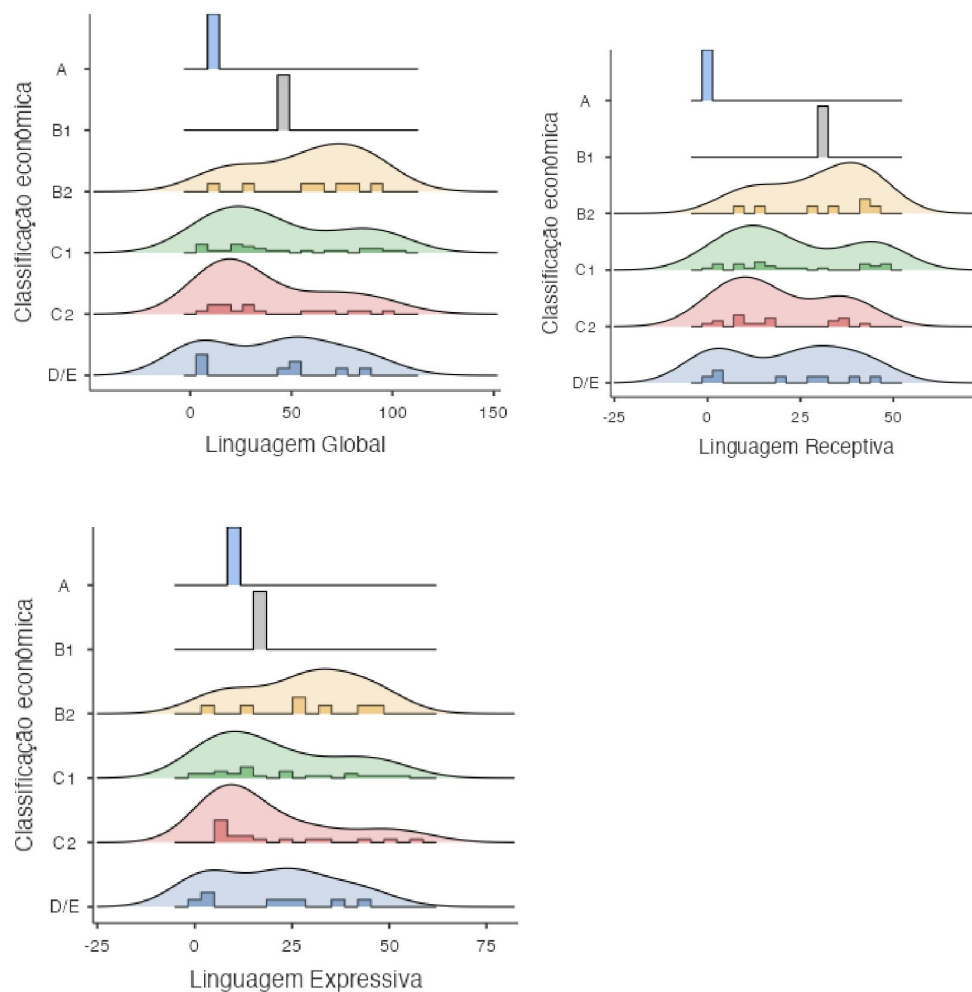 Classificação econômica
A
B1
B2
C1
C2
D/E
0
50
100
150
Linguagem Global
Classificação econômica
A
B1
B2
C1
C2
D/E
-25
0
25
50
Linguagem Receptiva
Classificação econômica
A
B1
B2
C1
C2
D/E
-25
0
25
50
75
Linguagem Expressiva